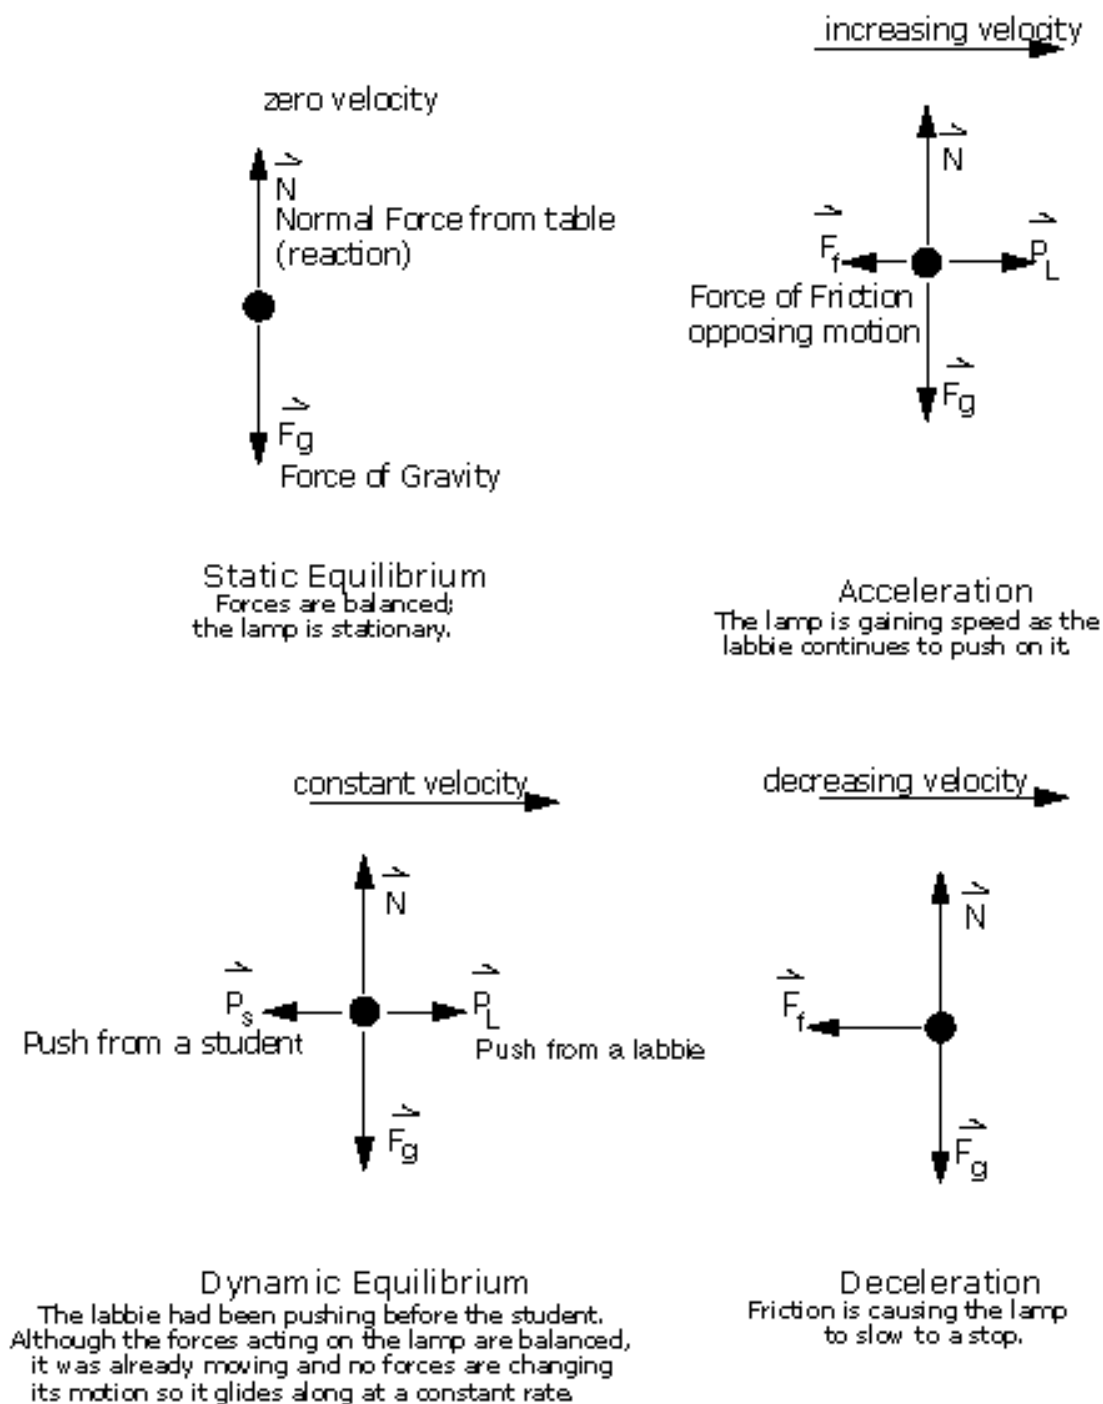 zero velocity
N
Normal Force from table
(reaction)
Fg
Force of Gravity
Static Equilibrium
Forces are balanced;
the lamp is stationary.
increasing velocity
N
Ff
PL
Force of Friction
opposing motion
Fg
Acceleration
The lamp is gaining speed as the
labbie continues to push on it.
constant velocity
N
Ps
PL
Push from a student
Push from a labbie
Fg
Dynamic Equilibrium
The labbie had been pushing before the student.
Although the forces acting on the lamp are balanced,
it was already moving and no forces are changing
its motion so it glides along at a constant rate.
decreasing velocity
N
Ff
Fg
Deceleration
Friction is causing the lamp
to slow to a stop.